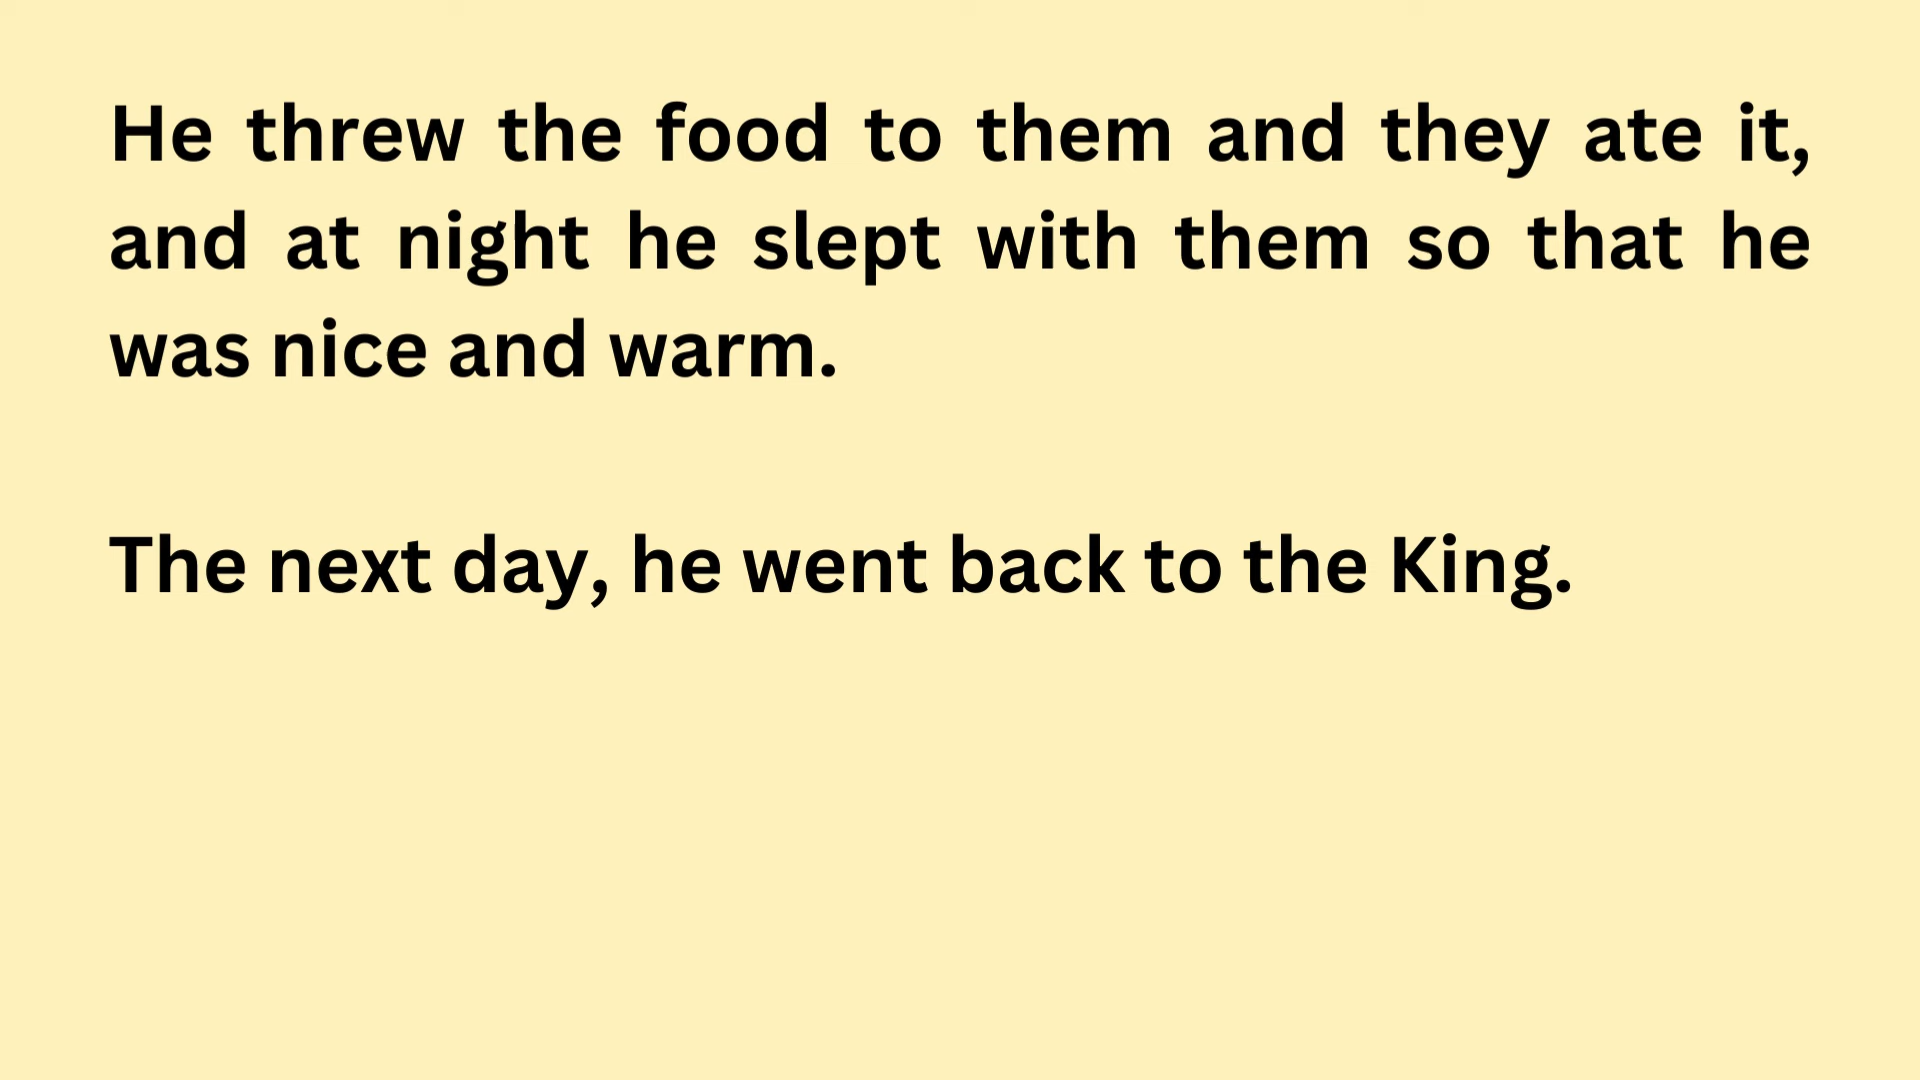 He threw the food to them and they ate it,
and at night he slept with them so that he
was nice and warm.
The next day, he went back to the King.